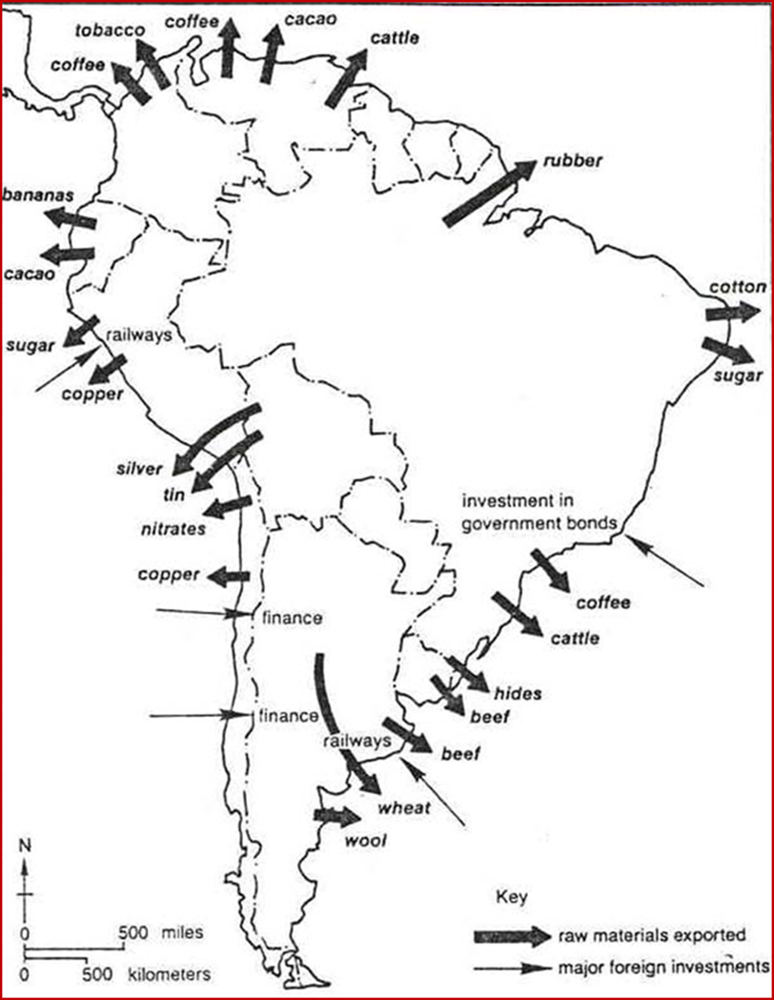 coffee
cacao
tobacco
cattle
coffee
rubber
bananas
cacao
cotton
sugar
railways
sugar
copper
silver
tin
nitrates
investment in
government bonds
copper
coffee
finance
cattle
hides
finance
beef
railways
beef
wheat
wool
N
Key
0 500 miles
raw materials exported
0 500 kilometers
major foreign investments